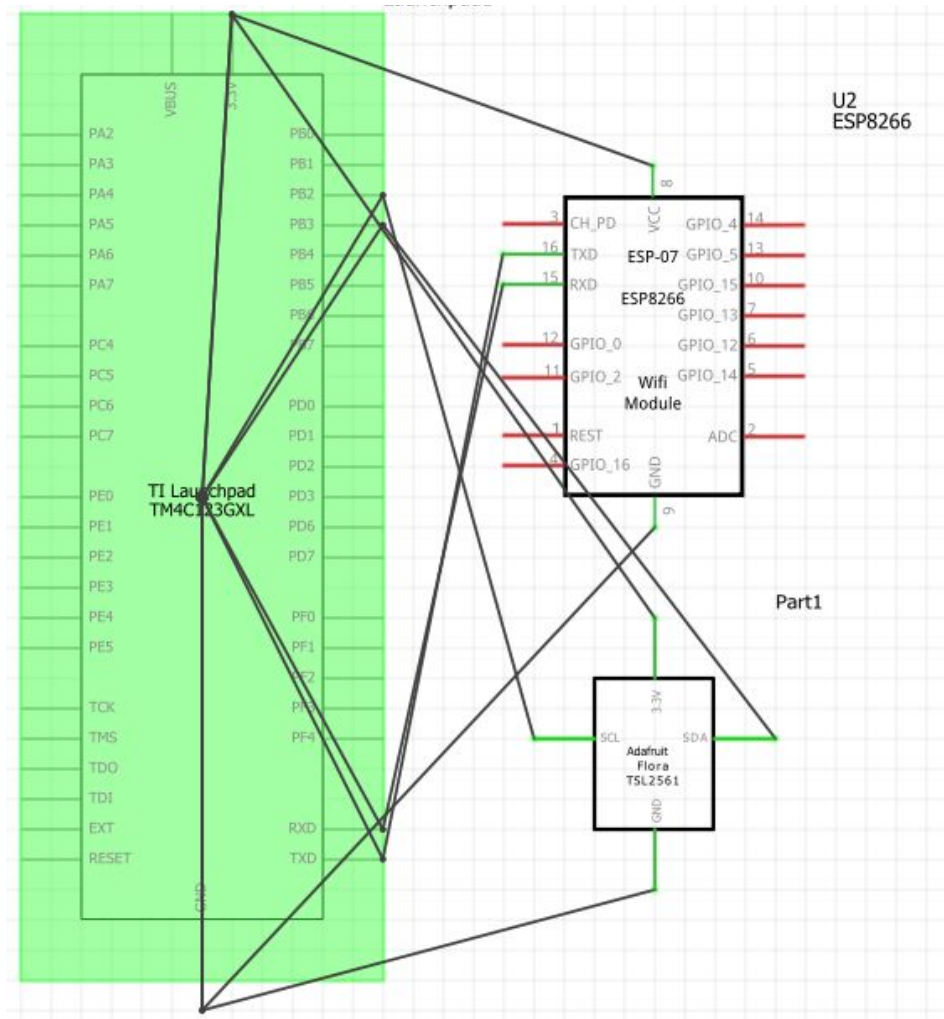 VBUS
3.3V
PA2
PA3
PA4
PA5
PA6
PA7
PC4
PC5
PC6
PC7
PE0
PE1
PE2
PE3
PE4
PE5
TCK
TMS
TDO
TDI
EXT
RESET
PB0
PB1
PB2
PB3
PB4
PB5
PB6
PB7
PD0
PD1
PD2
PD3
PD6
PD7
PF0
PF1
PF2
PF3
PF4
RXD
TXD
GND
TI Launchpad
TM4C123GXL
U2
ESP8266
8
VCC
3 CH_PD
16 TXD
15 RXD
12 GPIO_0
11 GPIO_2
1 REST
4 GPIO_16
ESP-07
ESP8266
Wifi
Module
GPIO_4 14
GPIO_5 13
GPIO_15 10
GPIO_13 7
GPIO_12 6
GPIO_14 5
ADC 2
GND
9
Part1
3.3V
SCL
SDA
Adafruit
Flora
TSL2561
GND